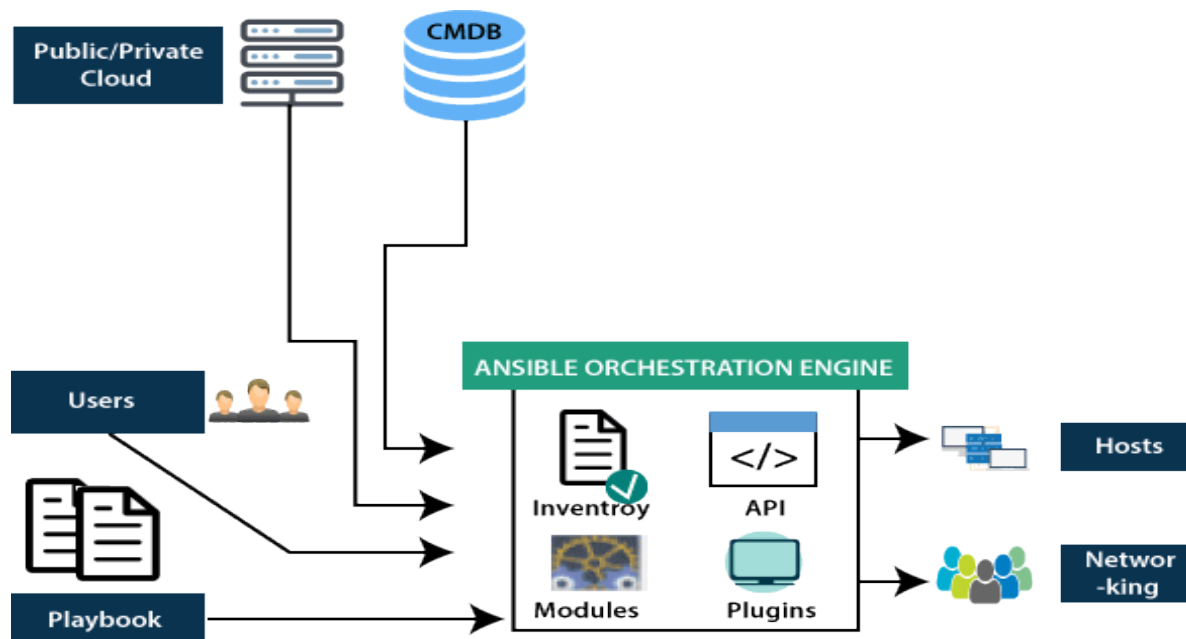 Public/Private
Cloud
CMDB
ANSIBLE ORCHESTRATION ENGINE
Users
Inventroy
API
Hosts
Modules
Plugins
Networ
-king
Playbook